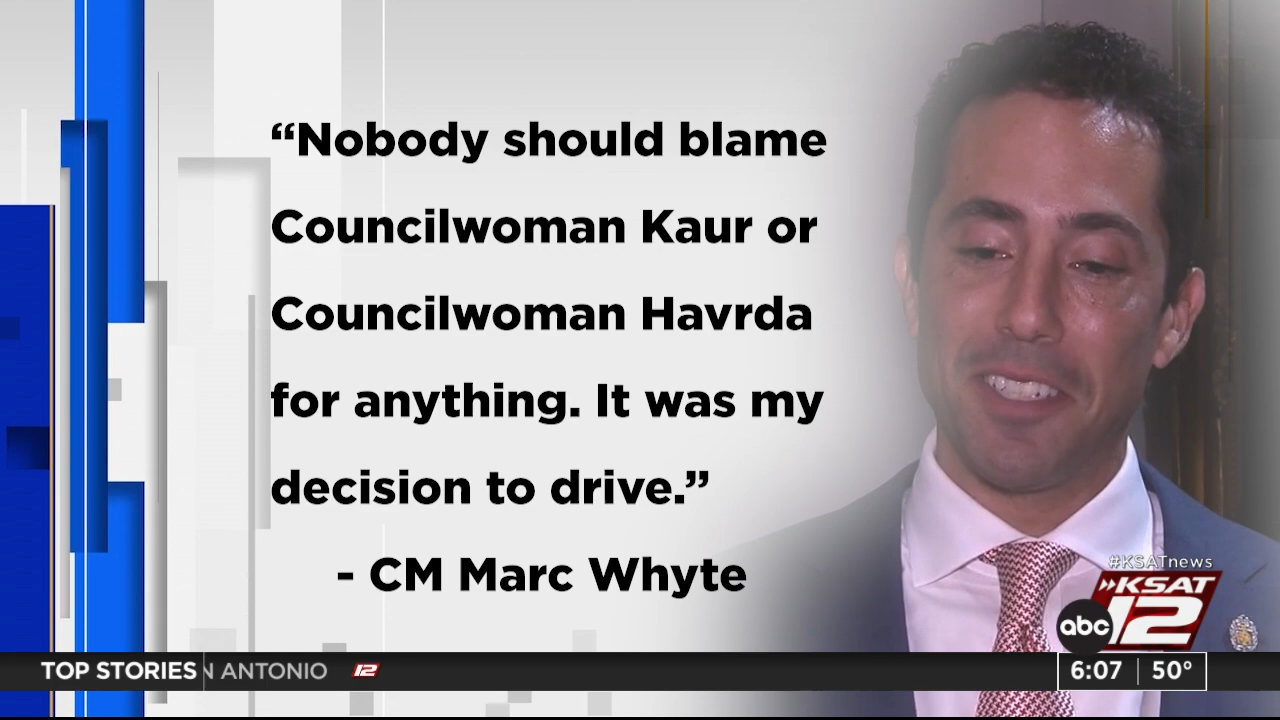 “Nobody should blame
Councilwoman Kaur or
Councilwoman Havrda
for anything. It was my
decision to drive.”
- CM Marc Whyte
#KSATnews
KSAT
abc 12
TOP STORIES N ANTONIO 12
6:07 50°